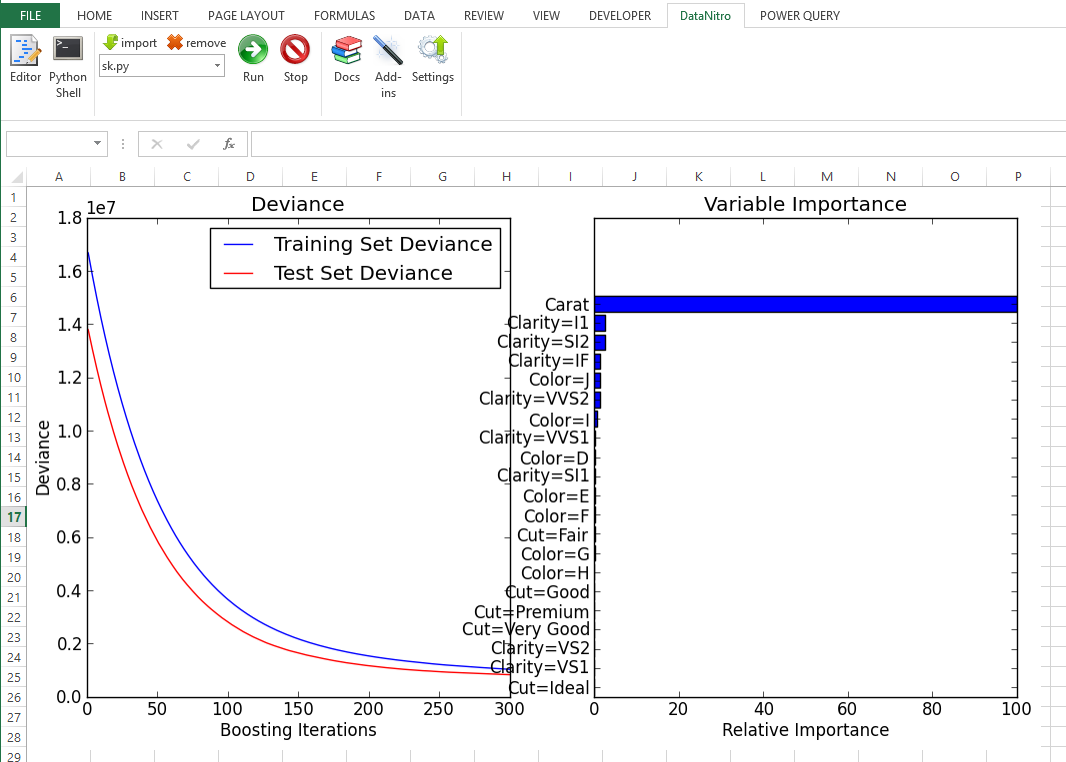 FILE HOME INSERT PAGE LAYOUT FORMULAS DATA REVIEW VIEW DEVELOPER DataNitro POWER QUERY
import remove
sk.py
Editor Python Shell Run Stop Docs Add-ins Settings
fx
A B C D E F G H I J K L M N O P
1
2
3
4
5
6
7
8
9
10
11
12
13
14
15
16
17
18
19
20
21
22
23
24
25
26
27
28
29
Deviance
1e7
Training Set Deviance
Test Set Deviance
1.8
1.6
1.4
1.2
1.0
0.8
0.6
0.4
0.2
0.0
Deviance
0 50 100 150 200 250 300
Boosting Iterations
Variable Importance
Carat
Clarity=I1
Clarity=SI2
Clarity=IF
Color=J
Clarity=VVS2
Color=I
Clarity=VVS1
Color=D
Clarity=SI1
Color=E
Color=F
Cut=Fair
Color=G
Color=H
Cut=Good
Cut=Premium
Cut=Very Good
Clarity=VS2
Clarity=VS1
Cut=Ideal
0 20 40 60 80 100
Relative Importance